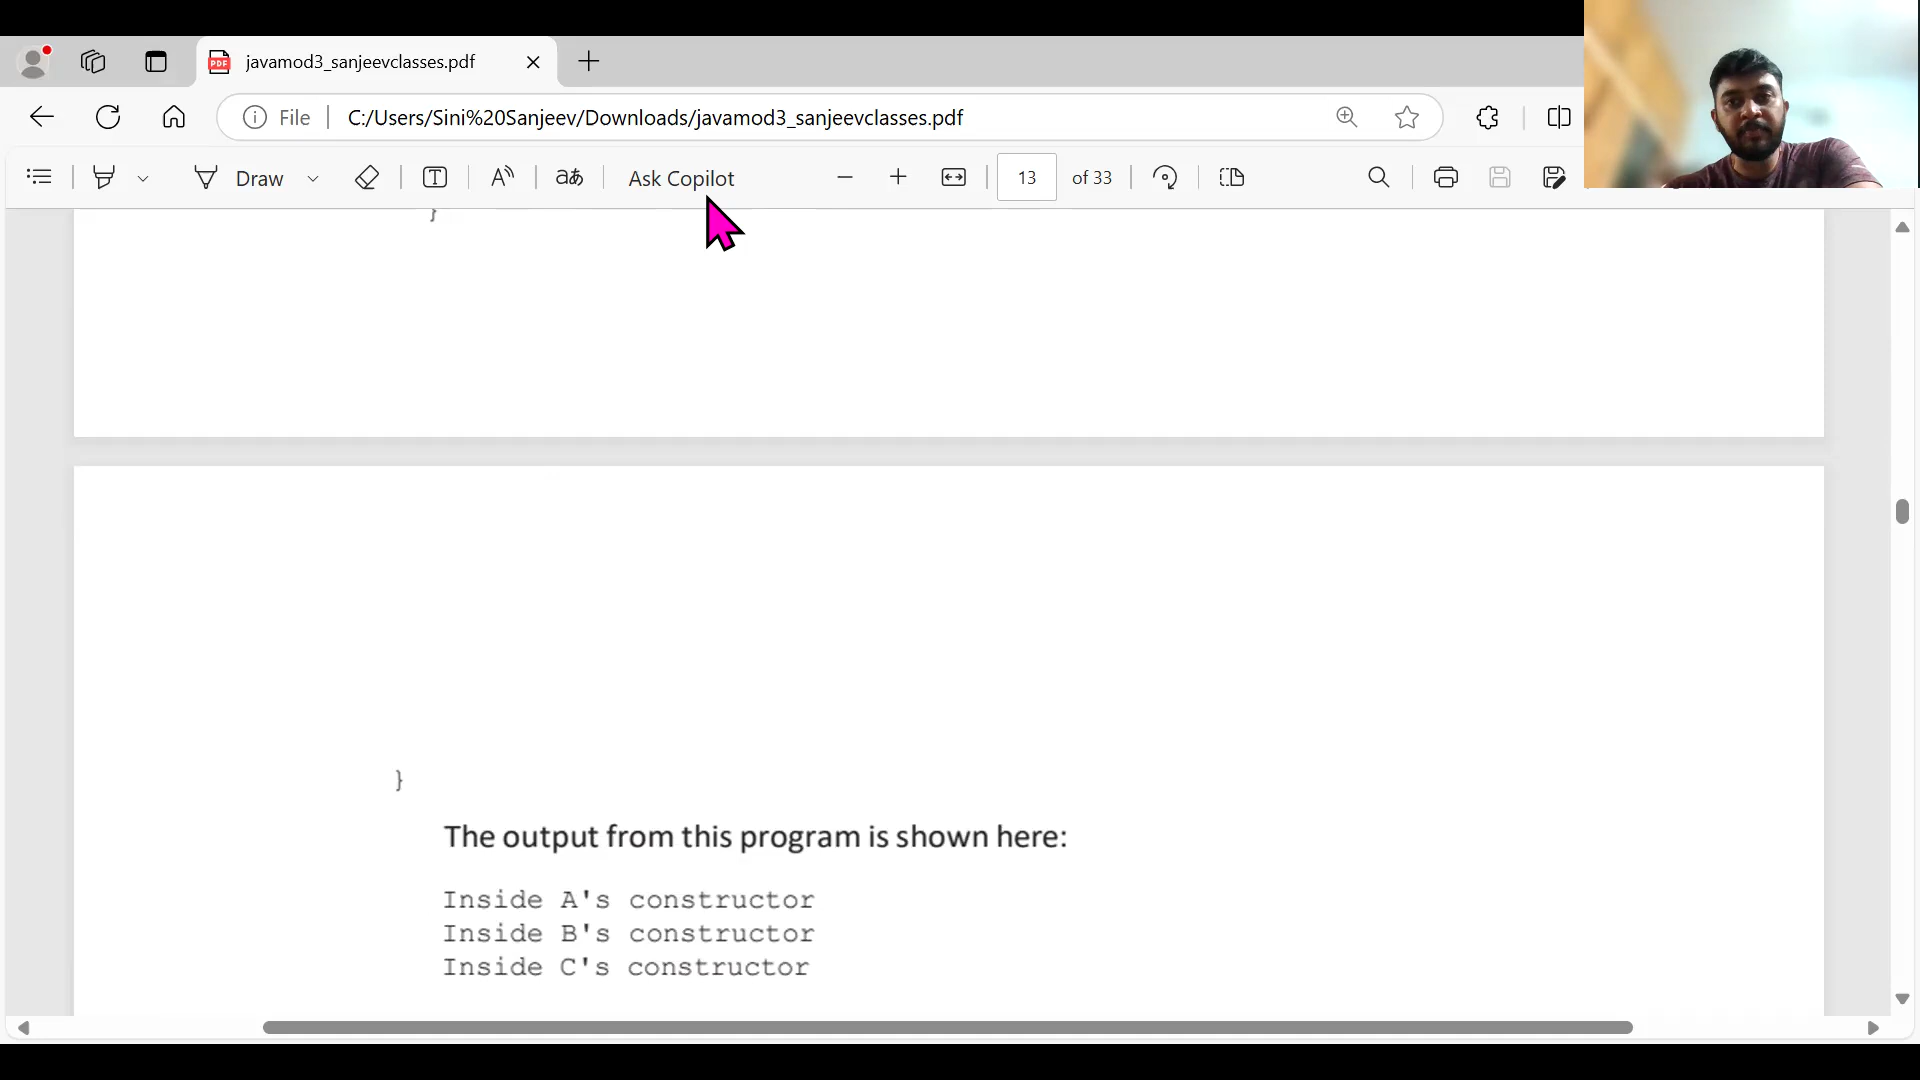 javamod3_sanjeevclasses.pdf
File
C:/Users/Sini%20Sanjeev/Downloads/javamod3_sanjeevclasses.pdf
Draw
Ask Copilot
13
of 33
}
}
The output from this program is shown here:
Inside A's constructor
Inside B's constructor
Inside C's constructor